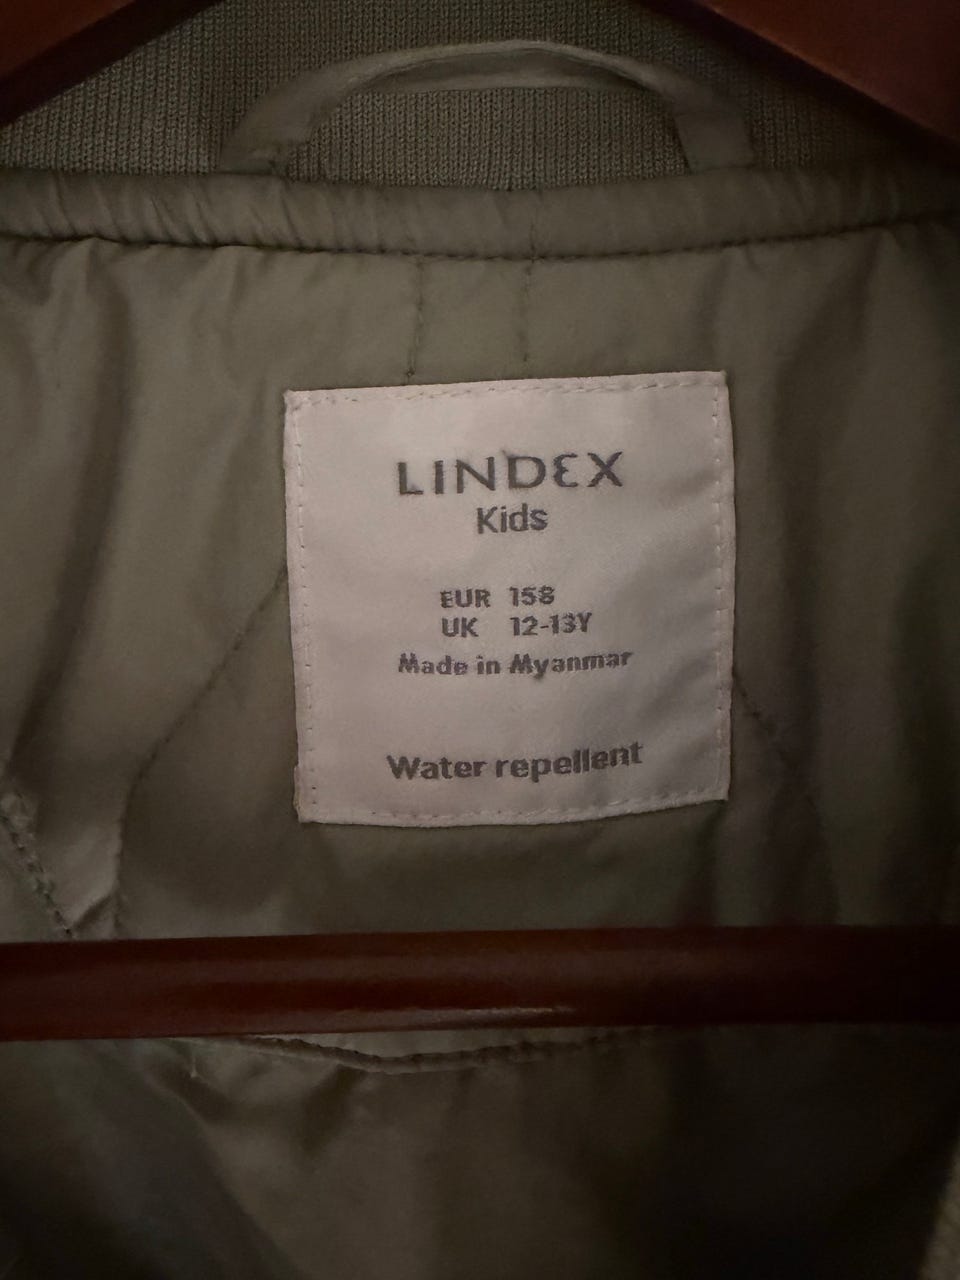 LINDEX
Kids
EUR 158
UK 12-13Y
Made in Myanmar
Water repellent